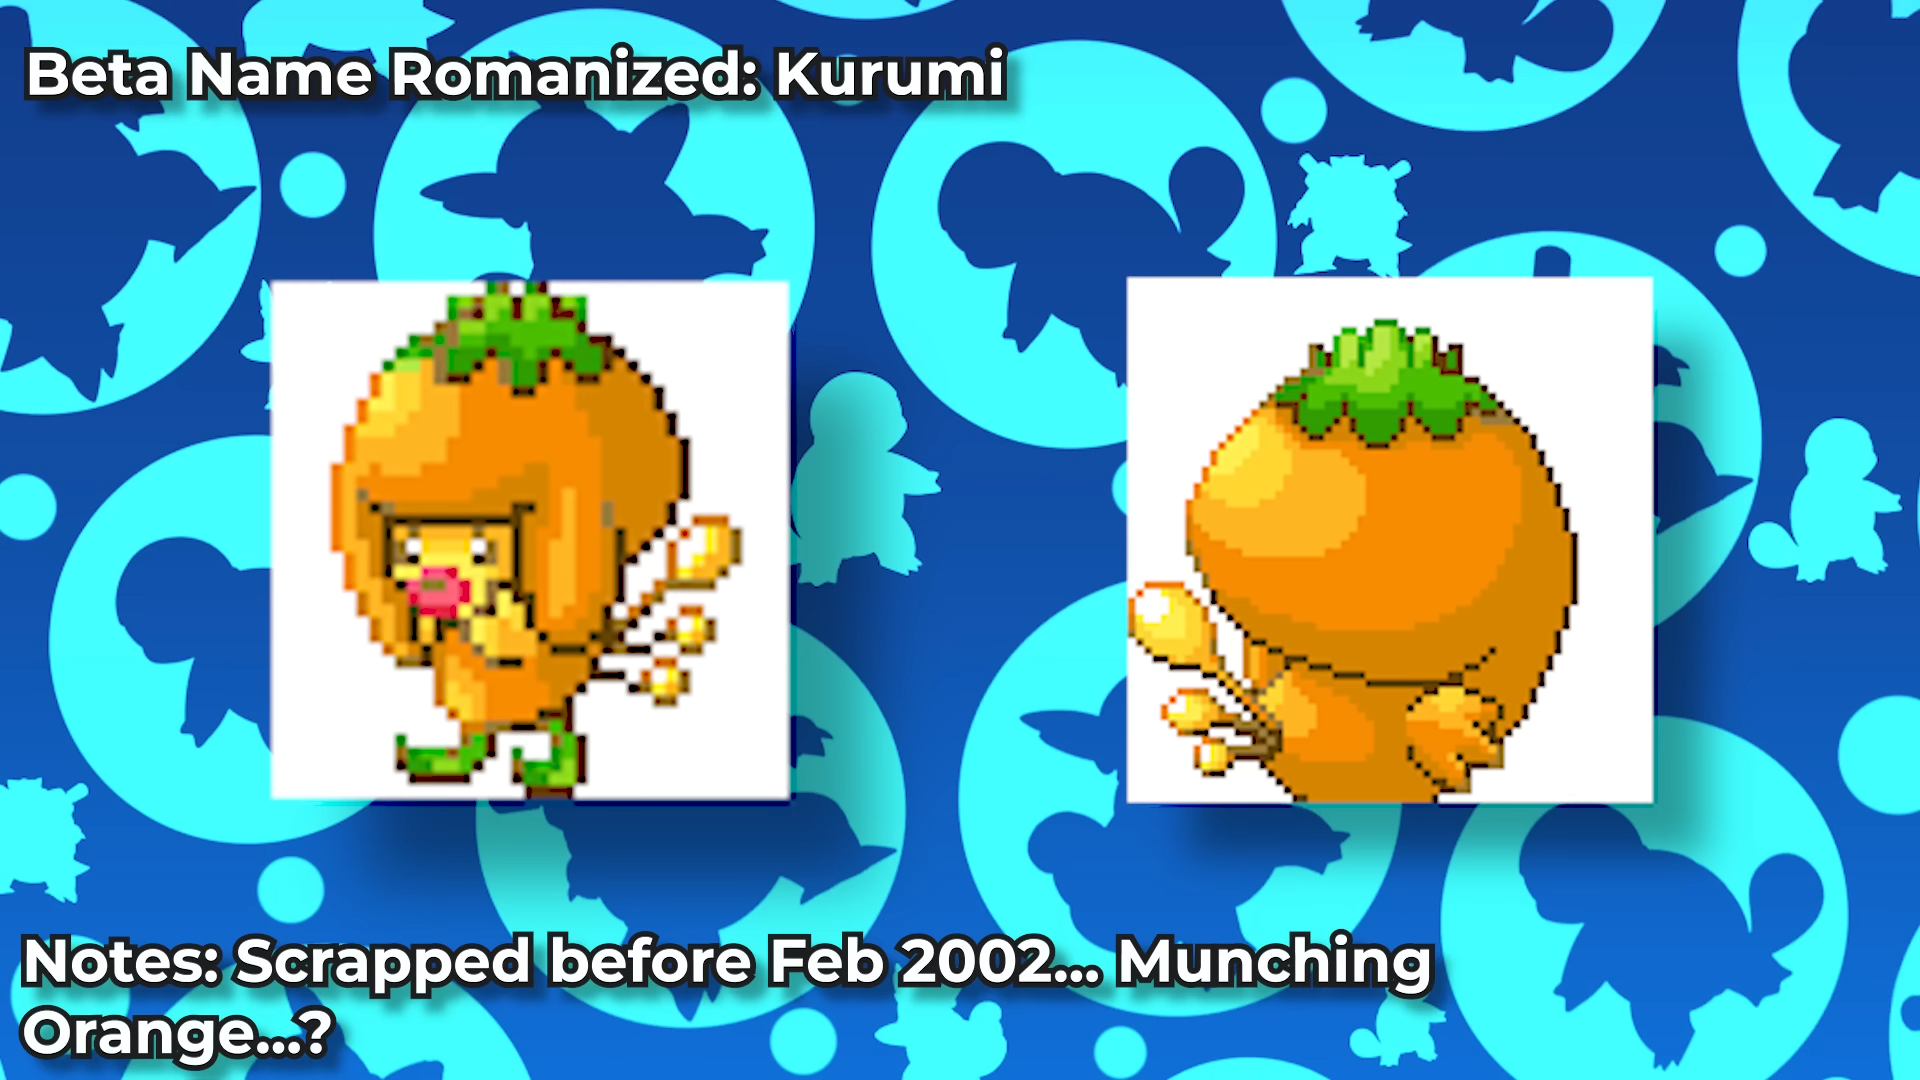 Beta Name Romanized: Kurumi
Notes: Scrapped before Feb 2002... Munching
Orange...?